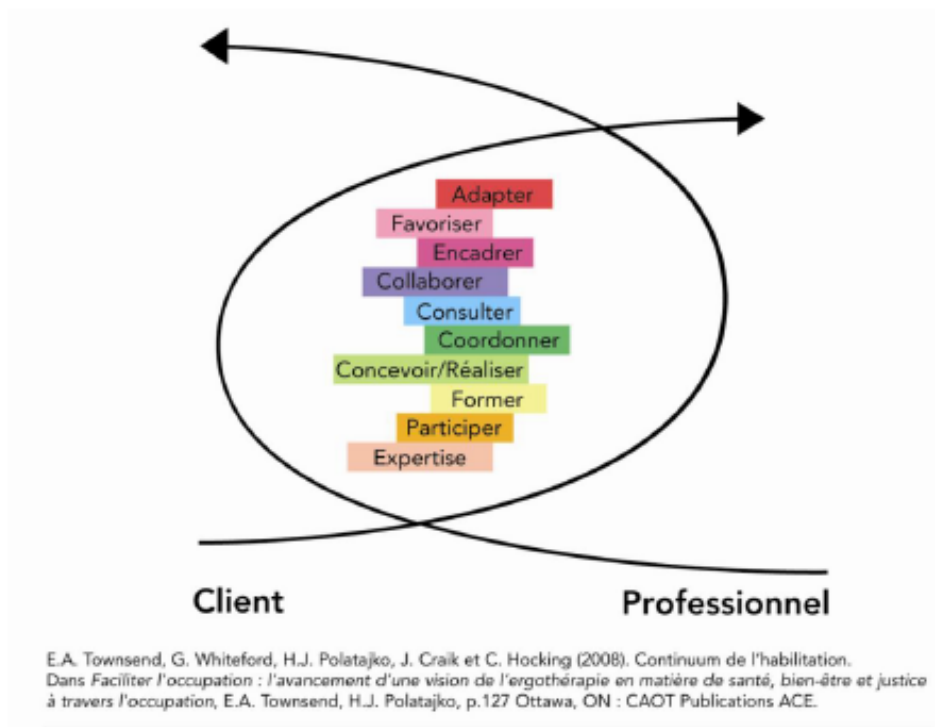 Adapter
Favoriser
Encadrer
Collaborer
Consulter
Coordonner
Concevoir/Réaliser
Former
Participer
Expertise
Client
Professionnel
E.A. Townsend, G. Whiteford, H.J. Polatajko, J. Craik et C. Hocking (2008). Continuum de l'habilitation.
Dans Faciliter l'occupation : l'avancement d'une vision de l'ergothérapie en matière de santé, bien-être et justice
à travers l'occupation, E.A. Townsend, H.J. Polatajko, p.127 Ottawa, ON : CAOT Publications ACE.